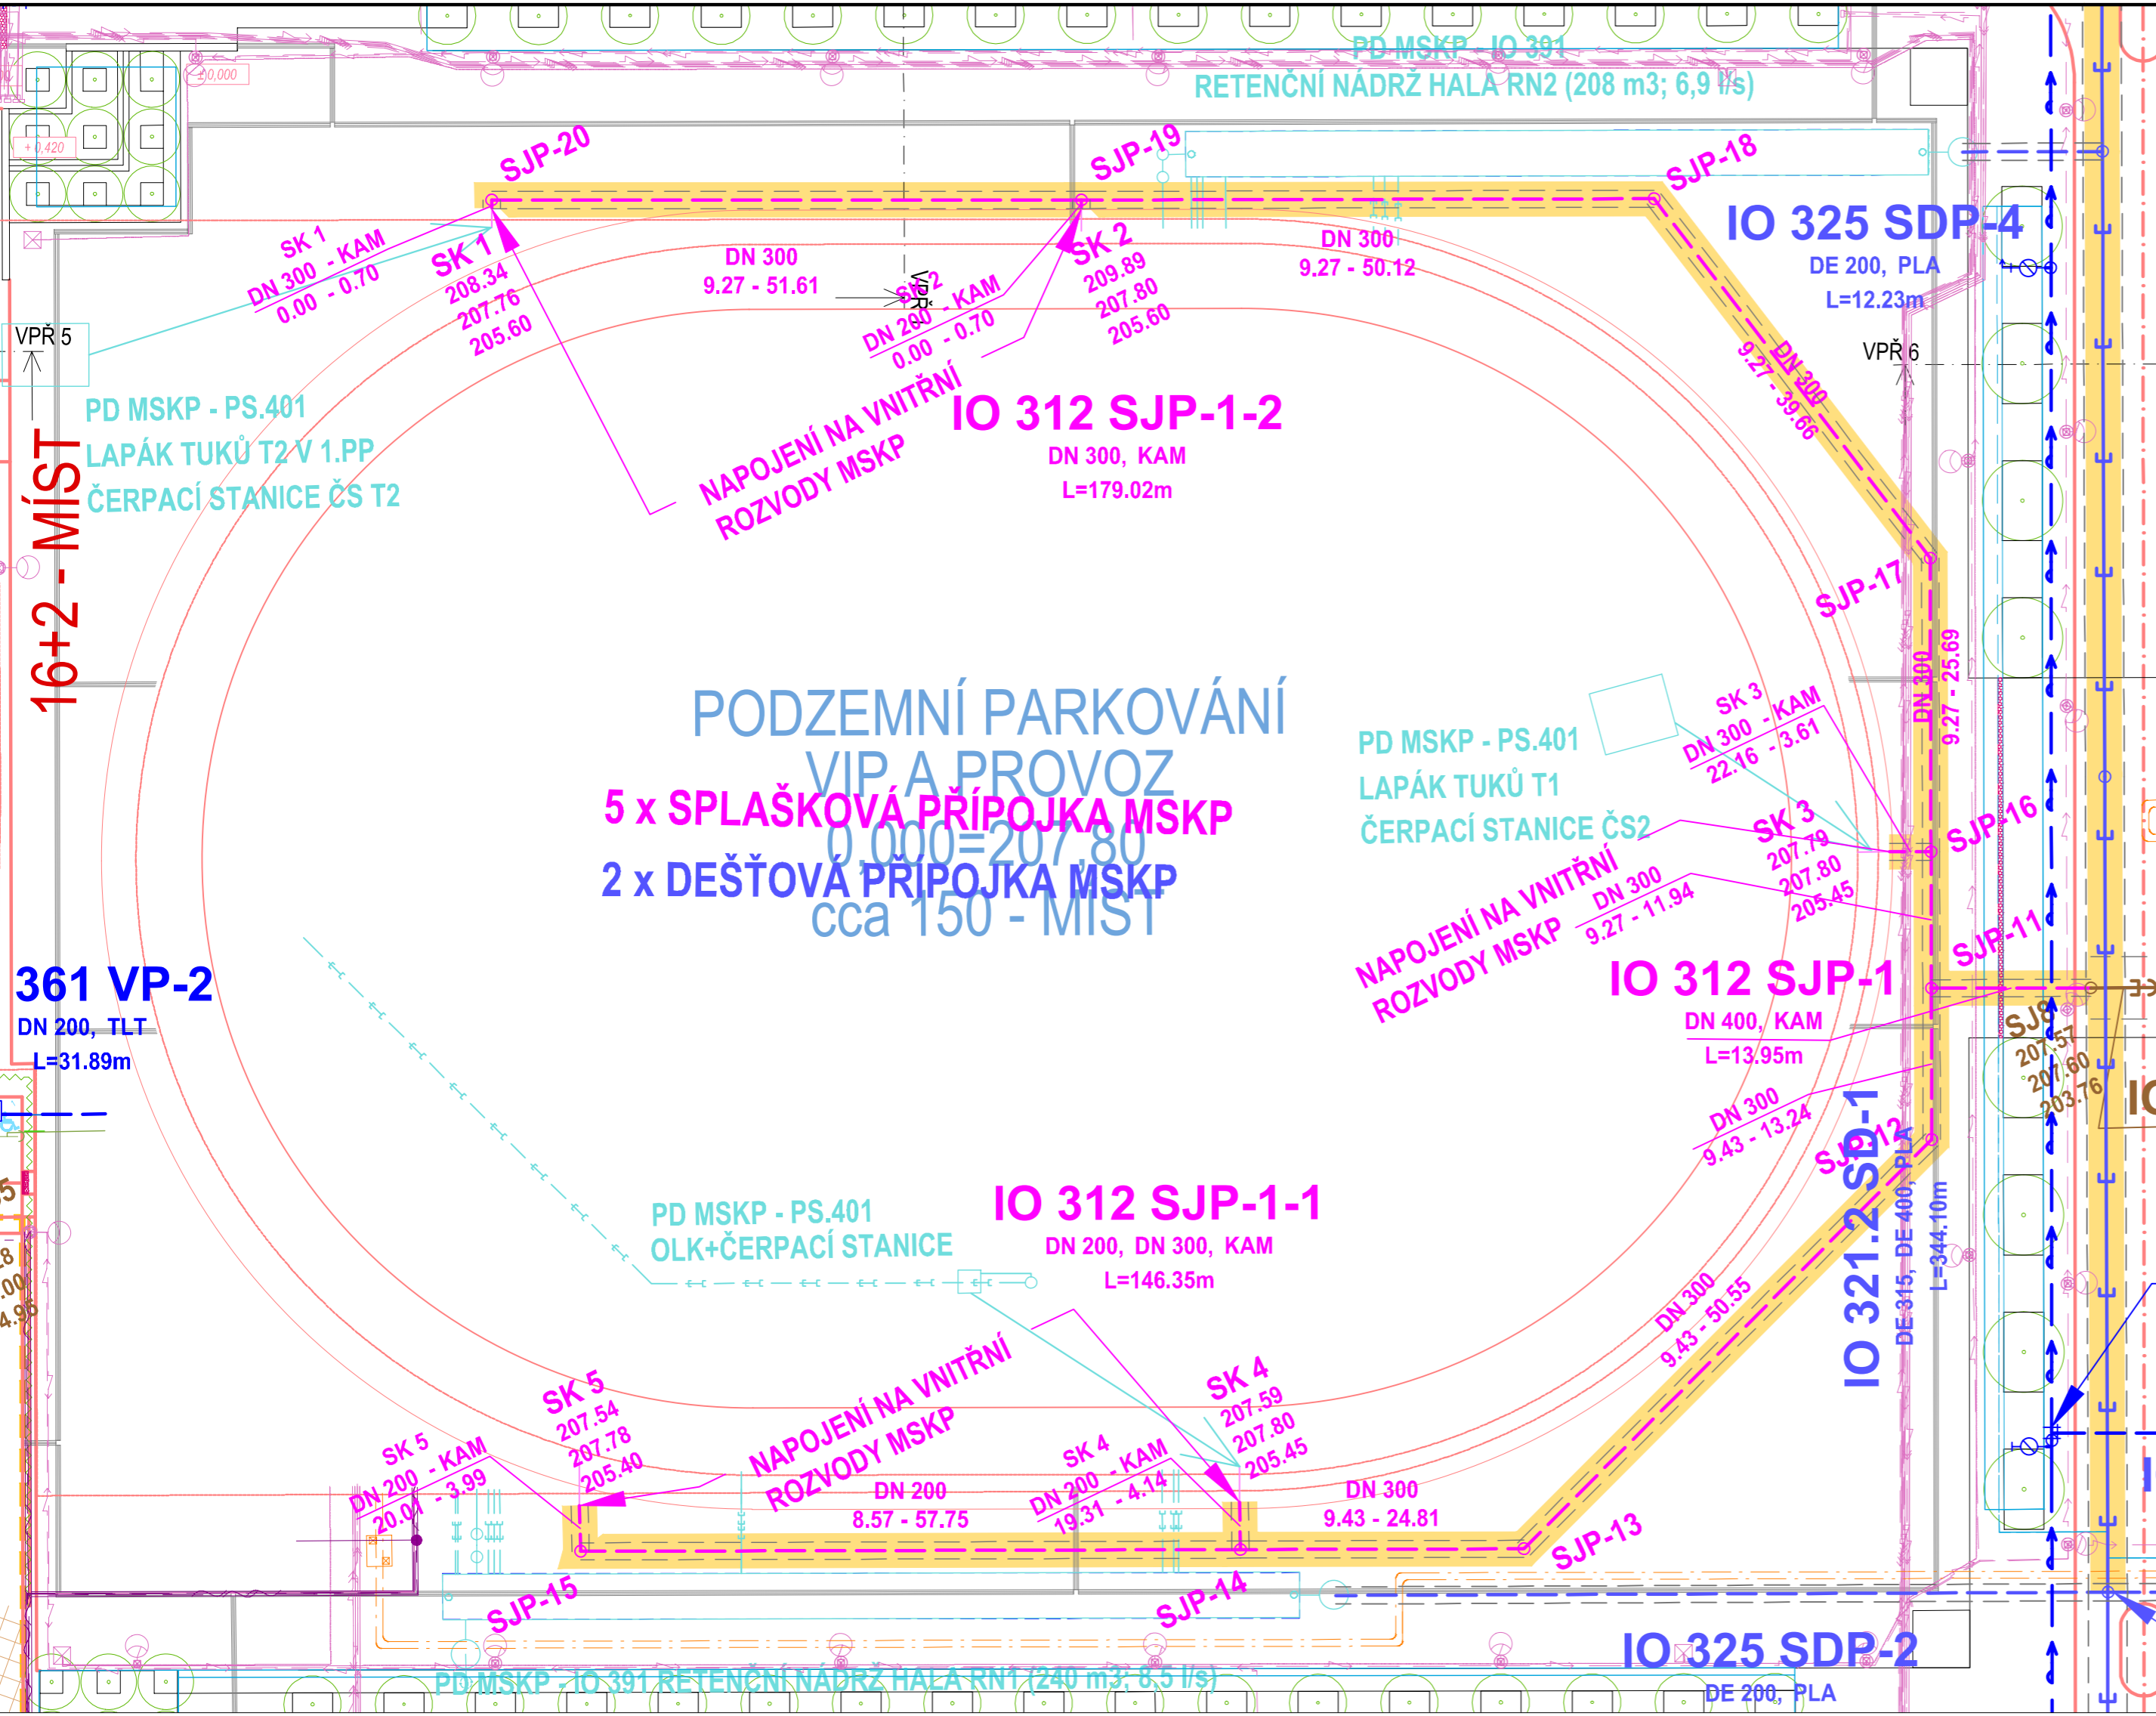 PD MSKP - IO 391
RETENČNÍ NÁDRŽ HALA RN2 (208 m3; 6,9 l/s)
± 0,000
+ 0,420
SJP-20
SJP-19
SJP-18
IO 325 SDP-4
DE 200, PLA
L=12.23m
SK 1
DN 300 - KAM
0.00 - 0.70
SK 1
208.34
207.76
205.60
DN 300
9.27 - 51.61
SK 2
DN 200 - KAM
0.00 - 0.70
SK 2
209.89
207.80
205.60
DN 300
9.27 - 50.12
DN 300
9.27 - 39.66
VPŘ 5
VPŘ 6
PD MSKP - PS.401
LAPÁK TUKŮ T2 V 1.PP
ČERPACÍ STANICE ČS T2
16+2 - MÍST
NAPOJENÍ NA VNITŘNÍ
ROZVODY MSKP
IO 312 SJP-1-2
DN 300, KAM
L=179.02m
SJP-17
DN 300
9.27 - 25.69
PODZEMNÍ PARKOVÁNÍ
VIP A PROVOZ
5 x SPLAŠKOVÁ PŘÍPOJKA MSKP
0,000=207,80
2 x DEŠŤOVÁ PŘÍPOJKA MSKP
cca 150 - MÍST
PD MSKP - PS.401
LAPÁK TUKŮ T1
ČERPACÍ STANICE ČS2
SK 3
DN 300 - KAM
22.16 - 3.61
SK 3
207.79
207.80
205.45
SJP-16
NAPOJENÍ NA VNITŘNÍ
ROZVODY MSKP
DN 300
9.27 - 11.94
SJP-11
IO 312 SJP-1
DN 400, KAM
L=13.95m
SJ8
207.57
207.60
203.76
361 VP-2
DN 200, TLT
L=31.89m
DN 300
9.43 - 13.24
SJP-12
IO 321.2 SD-1
DE 315, DE 400, PLA
L=344.10m
PD MSKP - PS.401
OLK+ČERPACÍ STANICE
IO 312 SJP-1-1
DN 200, DN 300, KAM
L=146.35m
DN 300
9.43 - 50.55
NAPOJENÍ NA VNITŘNÍ
ROZVODY MSKP
SK 5
207.54
207.78
205.40
SK 5
DN 200 - KAM
20.01 - 3.99
SK 4
207.59
207.80
205.45
SK 4
DN 200 - KAM
19.31 - 4.14
DN 200
8.57 - 57.75
DN 300
9.43 - 24.81
SJP-13
SJP-15
SJP-14
IO 325 SDP-2
DE 200, PLA
PD MSKP - IO 391 RETENČNÍ NÁDRŽ HALA RN1 (240 m3; 8,5 l/s)